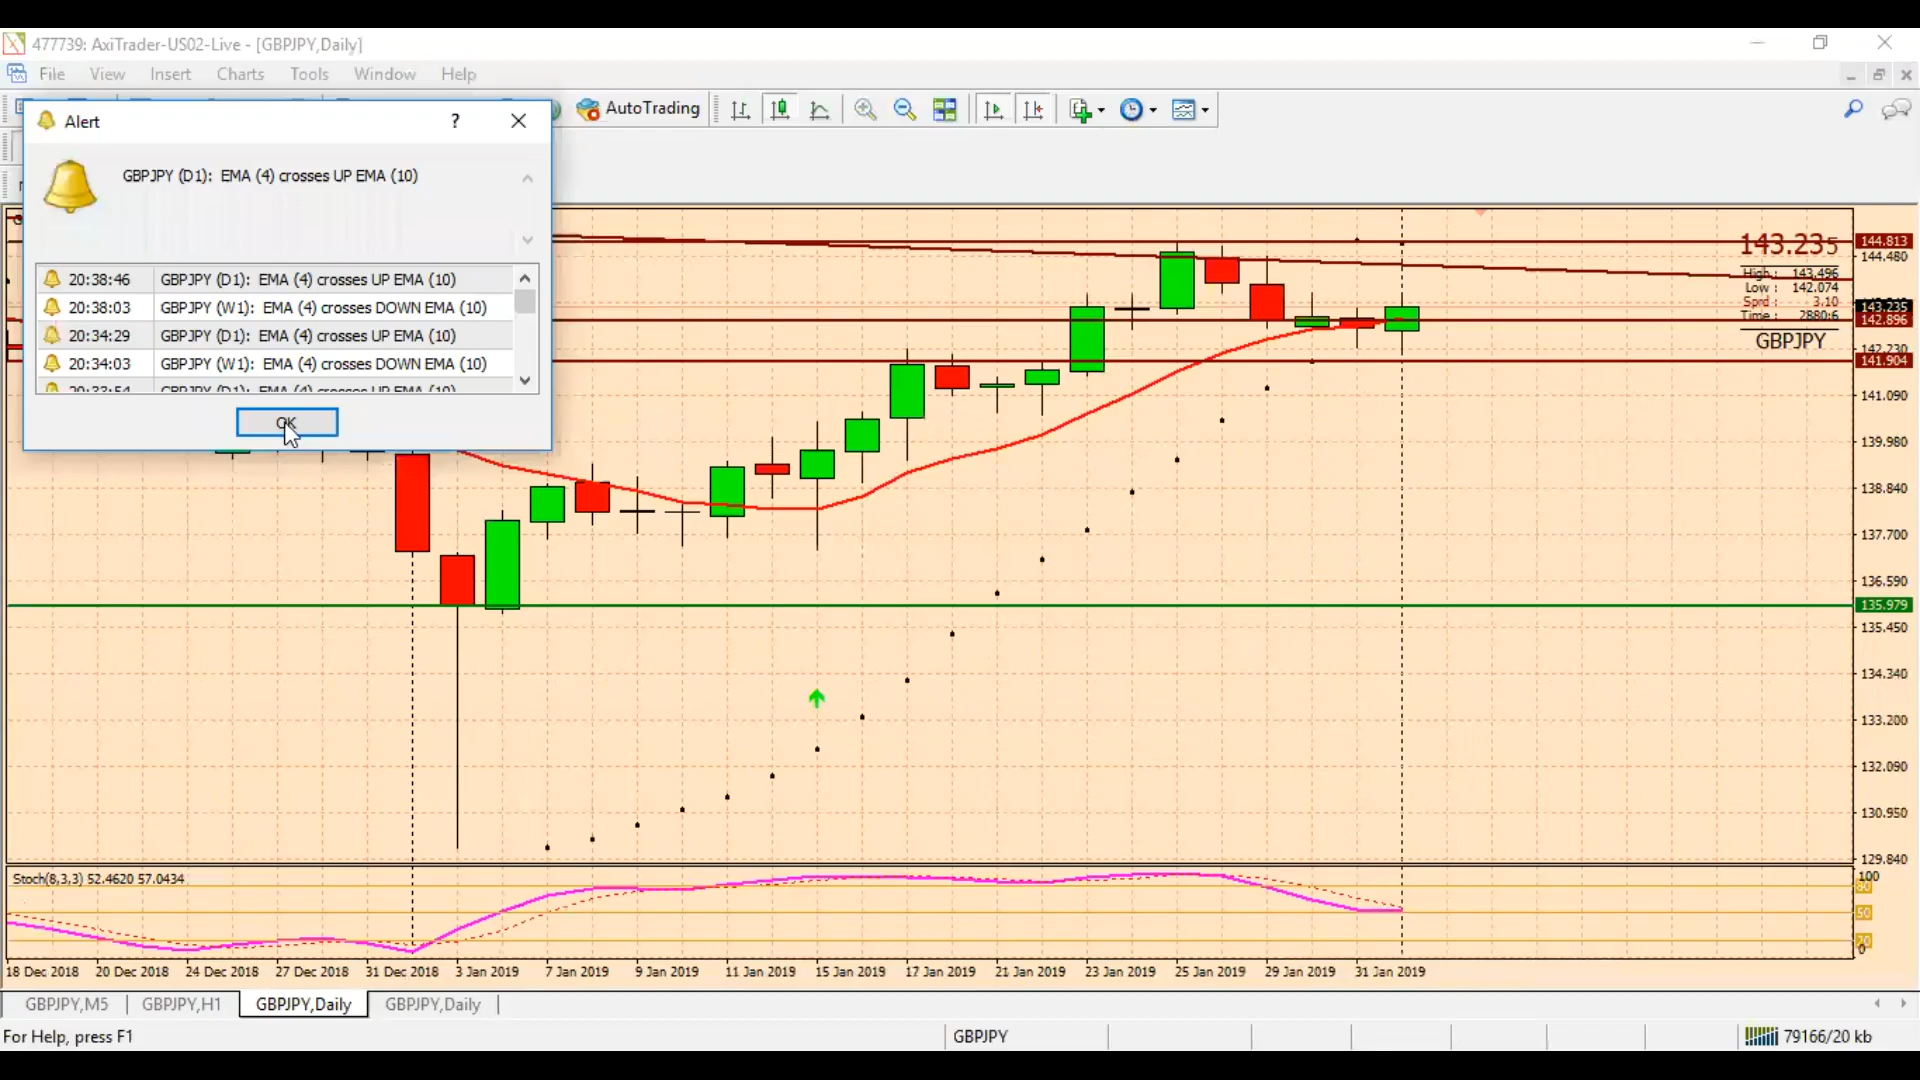 477739: AxiTrader-US02-Live - [GBPJPY,Daily]
File View Insert Charts Tools Window Help
AutoTrading
Alert
GBPJPY (D1): EMA (4) crosses UP EMA (10)
20:38:46 GBPJPY (D1): EMA (4) crosses UP EMA (10)
20:38:03 GBPJPY (W1): EMA (4) crosses DOWN EMA (10)
20:34:29 GBPJPY (D1): EMA (4) crosses UP EMA (10)
20:34:03 GBPJPY (W1): EMA (4) crosses DOWN EMA (10)
OK
143.235
High : 143.496
Low : 142.074
Sprd : 3.10
Time : 2880:6
GBPJPY
144.813
144.480
143.235
142.896
142.230
141.904
141.090
139.980
138.840
137.700
136.590
135.979
135.450
134.340
133.200
132.090
130.950
129.840
Stoch(8,3,3) 52.4620 57.0434
100
80
50
20
0
18 Dec 2018 20 Dec 2018 24 Dec 2018 27 Dec 2018 31 Dec 2018 3 Jan 2019 7 Jan 2019 9 Jan 2019 11 Jan 2019 15 Jan 2019 17 Jan 2019 21 Jan 2019 23 Jan 2019 25 Jan 2019 29 Jan 2019 31 Jan 2019
GBPJPY,M5 GBPJPY,H1 GBPJPY,Daily GBPJPY,Daily
For Help, press F1 GBPJPY 79166/20 kb